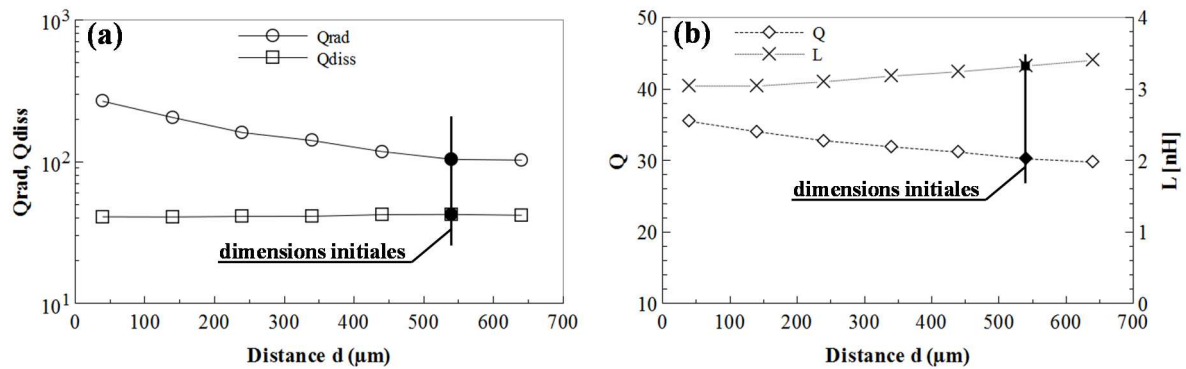 (a)
Qrad
Qdiss
10³
10²
10¹
Qrad, Qdiss
dimensions initiales
0 100 200 300 400 500 600 700
Distance d (µm)
(b)
Q
L
50
40
30
20
10
Q
4
3
2
1
0
L [nH]
dimensions initiales
0 100 200 300 400 500 600 700
Distance d (µm)